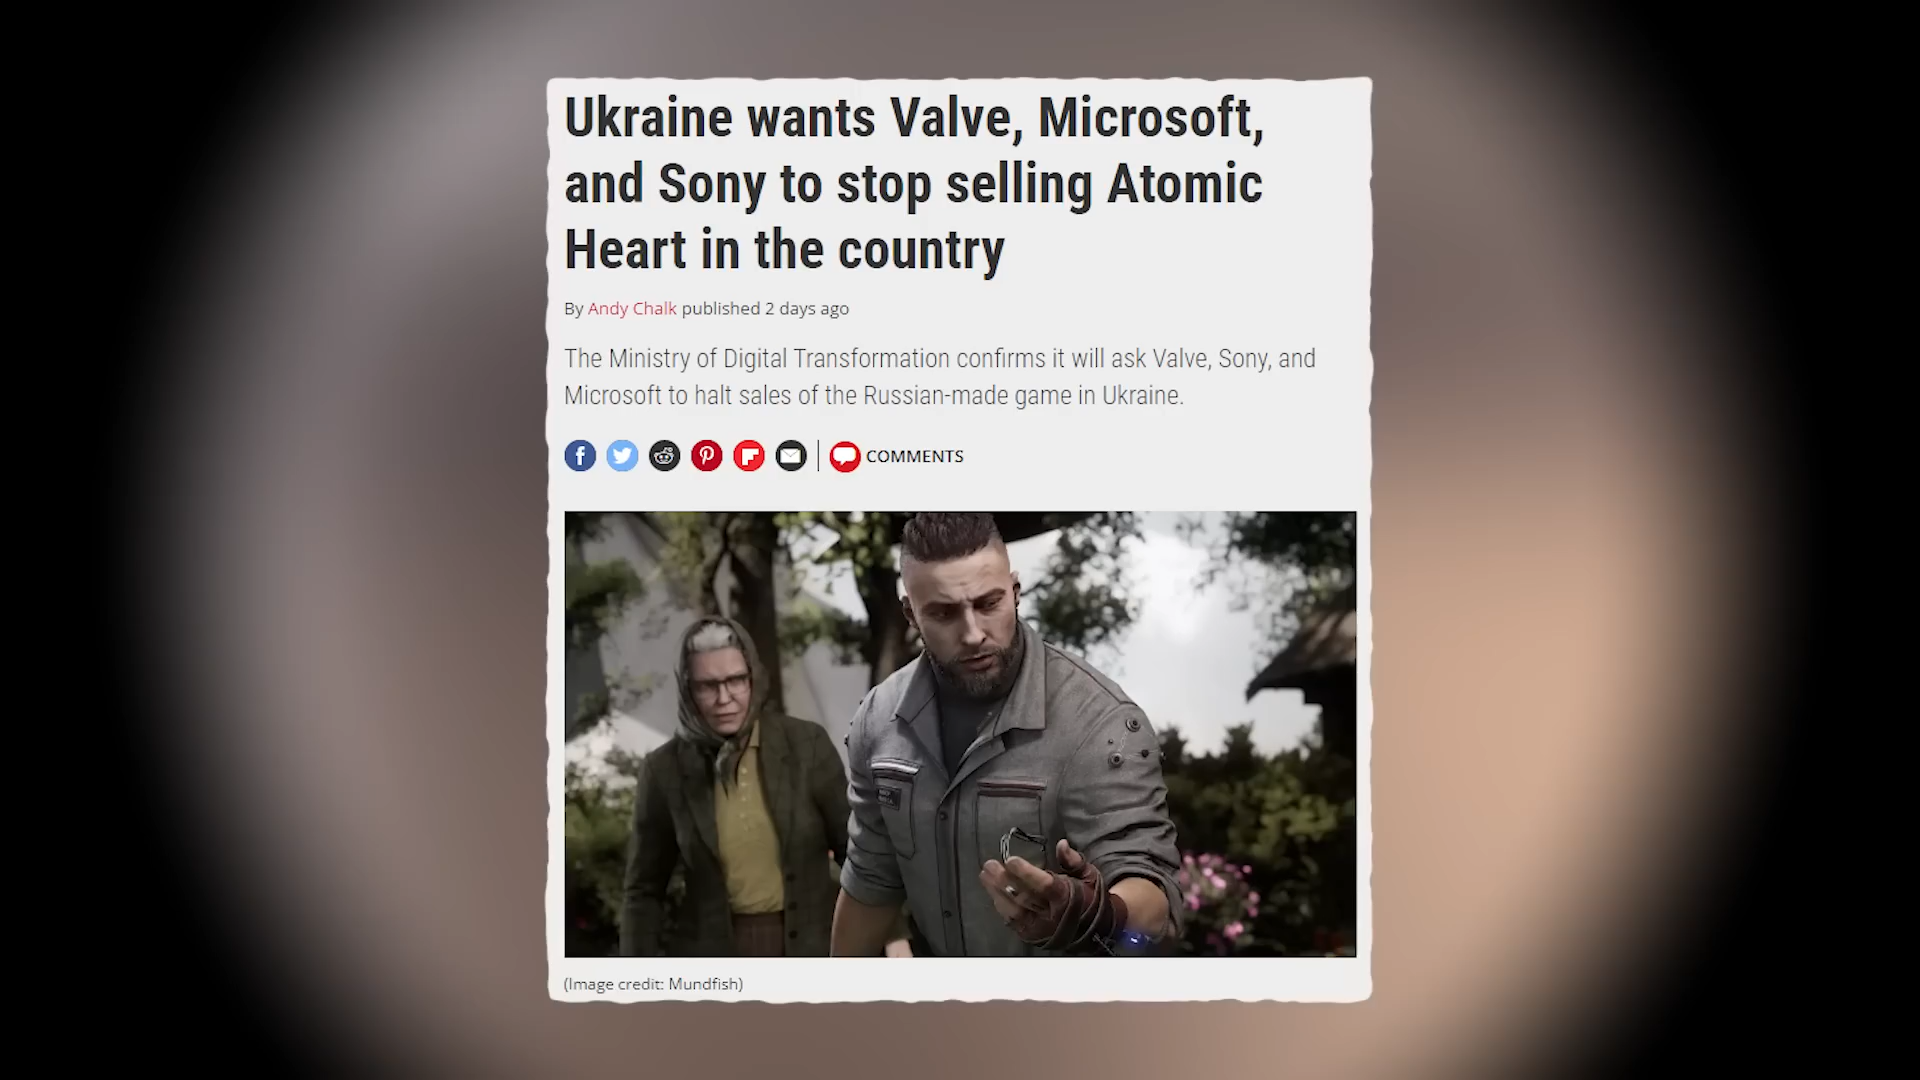 Ukraine wants Valve, Microsoft,
and Sony to stop selling Atomic
Heart in the country
By Andy Chalk published 2 days ago
The Ministry of Digital Transformation confirms it will ask Valve, Sony, and
Microsoft to halt sales of the Russian-made game in Ukraine.
COMMENTS
(Image credit: Mundfish)